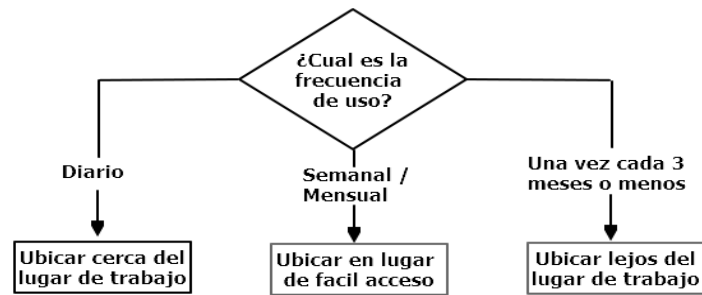 ¿Cual es la
frecuencia
de uso?
Diario
Semanal /
Mensual
Una vez cada 3
meses o menos
Ubicar cerca del
lugar de trabajo
Ubicar en lugar
de facil acceso
Ubicar lejos del
lugar de trabajo